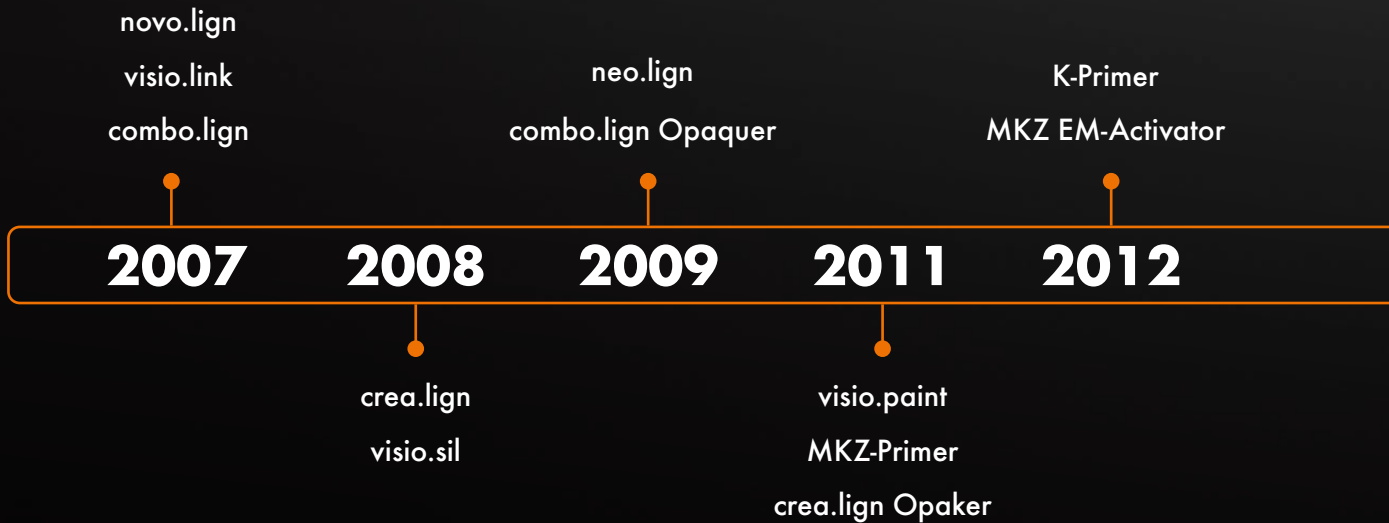 novo.lign
visio.link
combo.lign
neo.lign
combo.lign Opaquer
K-Primer
MKZ EM-Activator
2007 2008 2009 2011 2012
crea.lign
visio.sil
visio.paint
MKZ-Primer
crea.lign Opaker